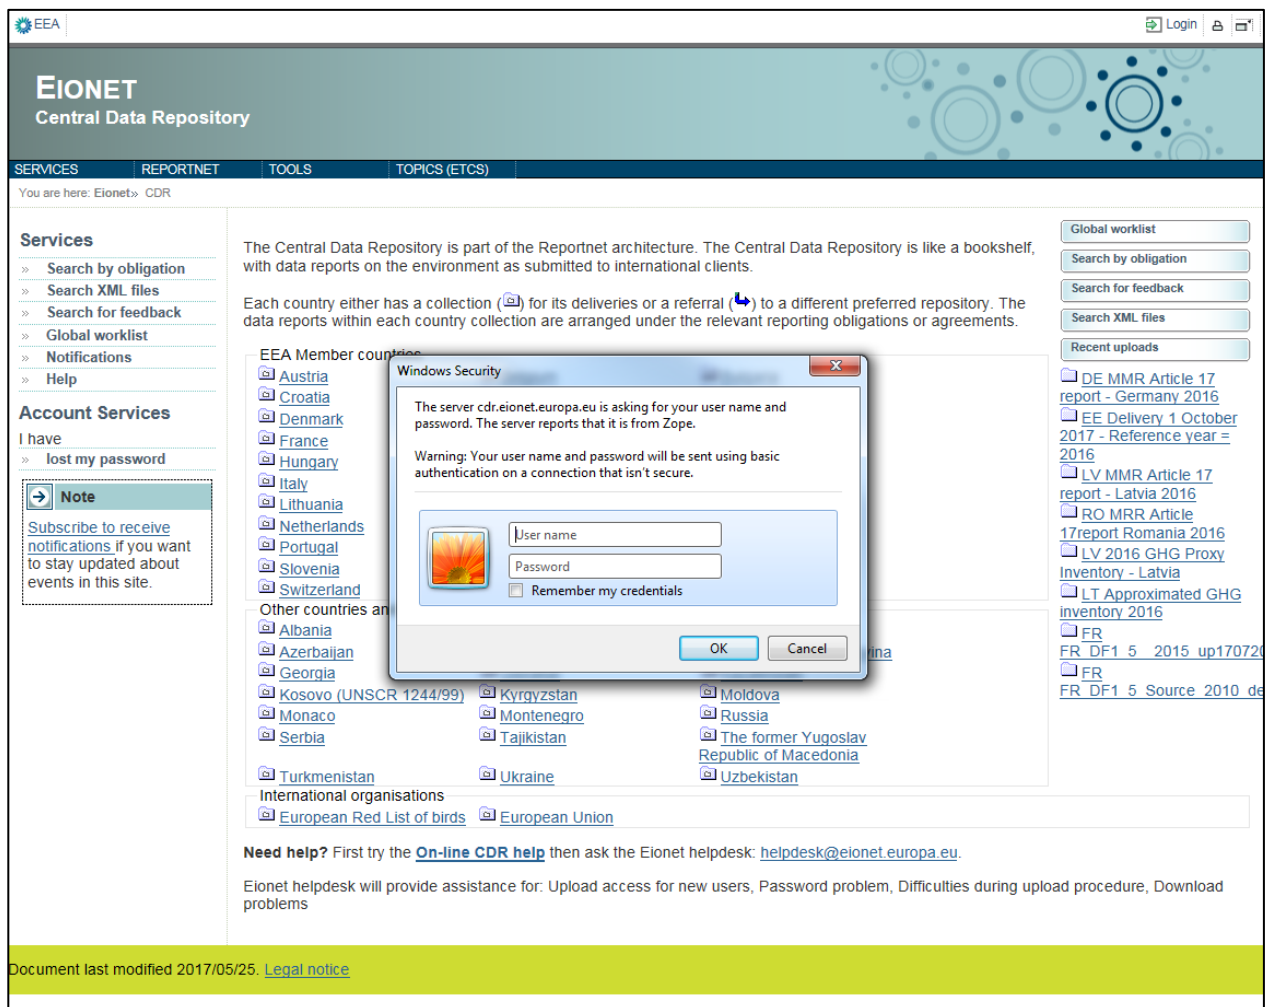 EEA
Login
EIONET
Central Data Repository
SERVICES REPORTNET TOOLS TOPICS (ETCS)
You are here: Eionet» CDR
Services
» Search by obligation
» Search XML files
» Search for feedback
» Global worklist
» Notifications
» Help
Account Services
I have
» lost my password
Note
Subscribe to receive
notifications if you want
to stay updated about
events in this site.
The Central Data Repository is part of the Reportnet architecture. The Central Data Repository is like a bookshelf,
with data reports on the environment as submitted to international clients.
Each country either has a collection ( ) for its deliveries or a referral ( ) to a different preferred repository. The
data reports within each country collection are arranged under the relevant reporting obligations or agreements.
EEA Member countries
Austria
Croatia
Denmark
France
Hungary
Italy
Lithuania
Netherlands
Portugal
Slovenia
Switzerland
Windows Security
The server cdr.eionet.europa.eu is asking for your user name and
password. The server reports that it is from Zope.
Warning: Your user name and password will be sent using basic
authentication on a connection that isn't secure.
User name
Password
Remember my credentials
OK Cancel
Other countries an
Albania
Azerbaijan vina
Georgia
Kosovo (UNSCR 1244/99) Kyrgyzstan Moldova
Monaco Montenegro Russia
Serbia Tajikistan The former Yugoslav
Republic of Macedonia
Turkmenistan Ukraine Uzbekistan
International organisations
European Red List of birds European Union
Need help? First try the On-line CDR help then ask the Eionet helpdesk: helpdesk@eionet.europa.eu.
Eionet helpdesk will provide assistance for: Upload access for new users, Password problem, Difficulties during upload procedure, Download
problems
Global worklist
Search by obligation
Search for feedback
Search XML files
Recent uploads
DE MMR Article 17
report - Germany 2016
EE Delivery 1 October
2017 - Reference year =
2016
LV MMR Article 17
report - Latvia 2016
RO MRR Article
17report Romania 2016
LV 2016 GHG Proxy
Inventory - Latvia
LT Approximated GHG
inventory 2016
FR
FR_DF1_5__2015_up170720
FR
FR_DF1_5_Source_2010_de
Document last modified 2017/05/25. Legal notice